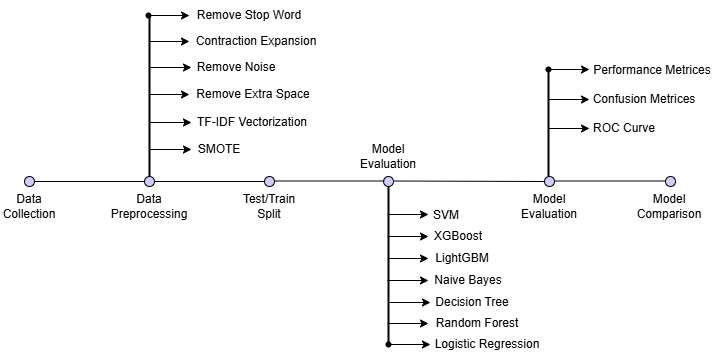 Remove Stop Word
Contraction Expansion
Remove Noise
Remove Extra Space
TF-IDF Vectorization
SMOTE
Performance Metrices
Confusion Metrices
ROC Curve
Model
Evaluation
Data
Collection
Data
Preprocessing
Test/Train
Split
Model
Evaluation
Model
Comparison
SVM
XGBoost
LightGBM
Naive Bayes
Decision Tree
Random Forest
Logistic Regression